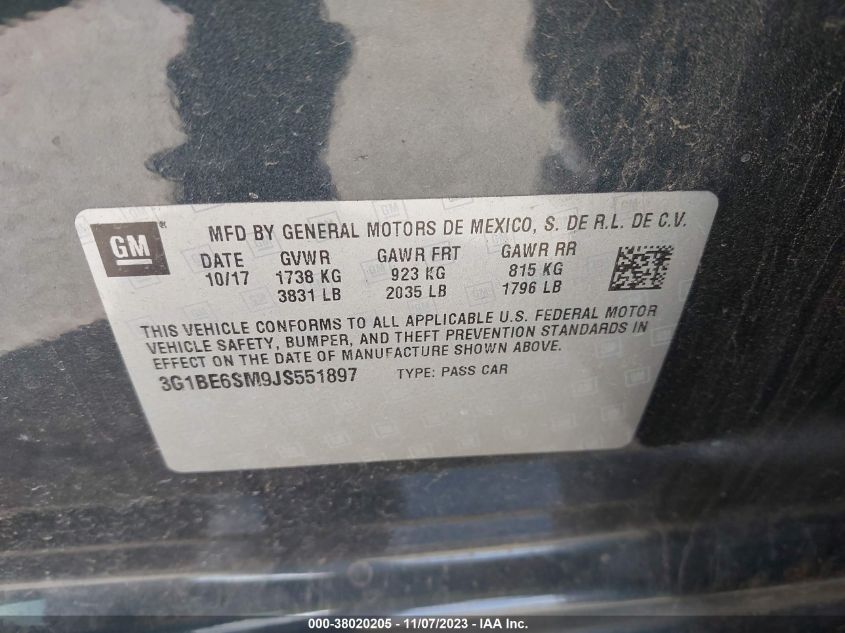 GM
MFD BY GENERAL MOTORS DE MEXICO, S. DE R.L. DE C.V.
DATE GVWR GAWR FRT GAWR RR
10/17 1738 KG 923 KG 815 KG
3831 LB 2035 LB 1796 LB
THIS VEHICLE CONFORMS TO ALL APPLICABLE U.S. FEDERAL MOTOR
VEHICLE SAFETY, BUMPER, AND THEFT PREVENTION STANDARDS IN
EFFECT ON THE DATE OF MANUFACTURE SHOWN ABOVE.
3G1BE6SM9JS551897 TYPE: PASS CAR
000-38020205 - 11/07/2023 - IAA Inc.